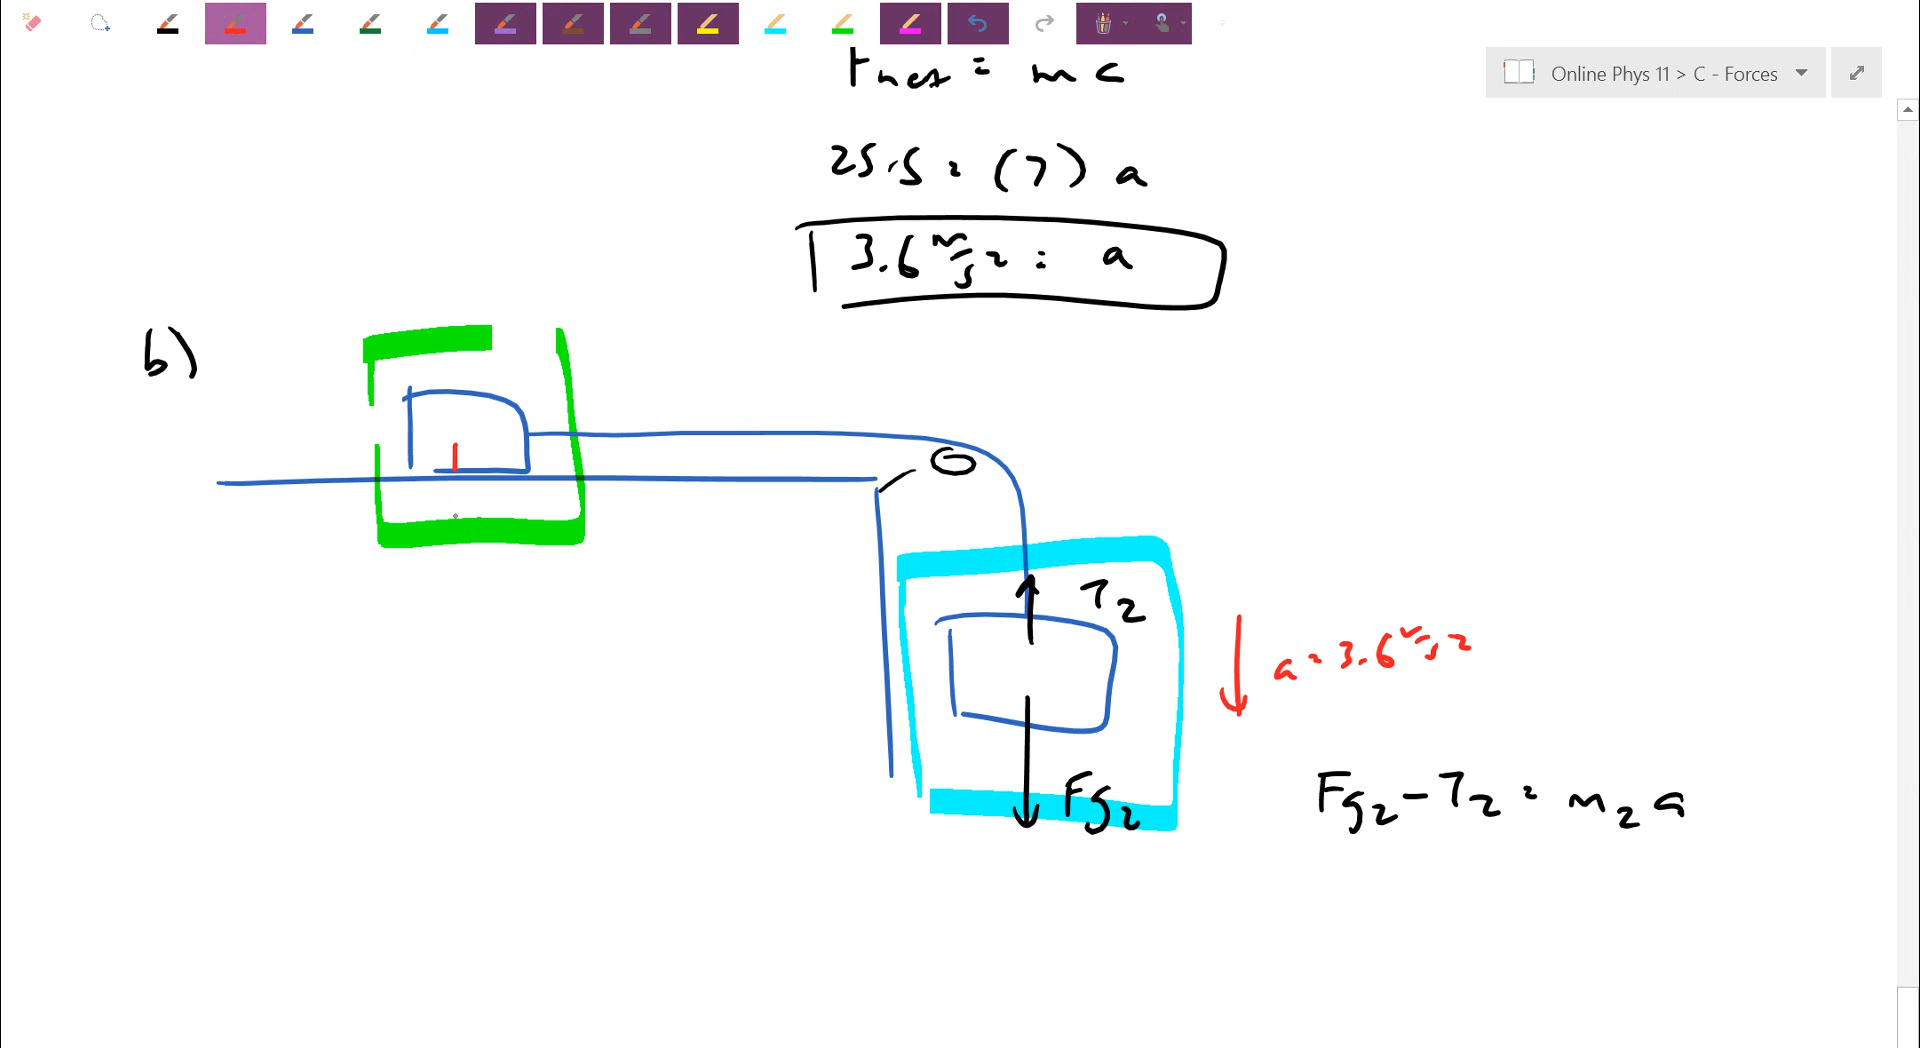 Online Phys 11 > C - Forces
Fnet = m a
25.5 = (7) a
3.6 m/s2 = a
b)
T2
a = 3.6 m/s2
Fg2
Fg2 - T2 = m2 a